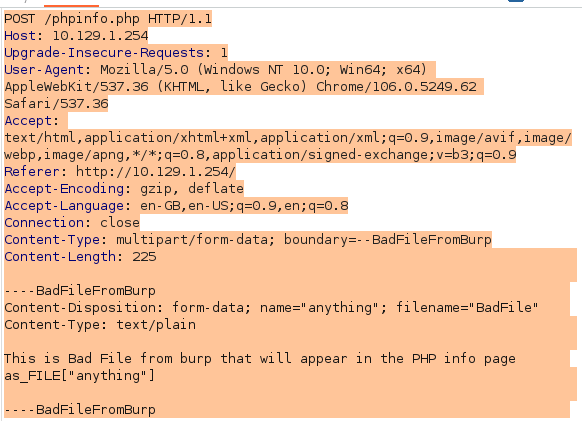 POST /phpinfo.php HTTP/1.1
Host: 10.129.1.254
Upgrade-Insecure-Requests: 1
User-Agent: Mozilla/5.0 (Windows NT 10.0; Win64; x64)
AppleWebKit/537.36 (KHTML, like Gecko) Chrome/106.0.5249.62
Safari/537.36
Accept:
text/html,application/xhtml+xml,application/xml;q=0.9,image/avif,image/
webp,image/apng,*/*;q=0.8,application/signed-exchange;v=b3;q=0.9
Referer: http://10.129.1.254/
Accept-Encoding: gzip, deflate
Accept-Language: en-GB,en-US;q=0.9,en;q=0.8
Connection: close
Content-Type: multipart/form-data; boundary=--BadFileFromBurp
Content-Length: 225
----BadFileFromBurp
Content-Disposition: form-data; name="anything"; filename="BadFile"
Content-Type: text/plain
This is Bad File from burp that will appear in the PHP info page
as_FILE["anything"]
----BadFileFromBurp